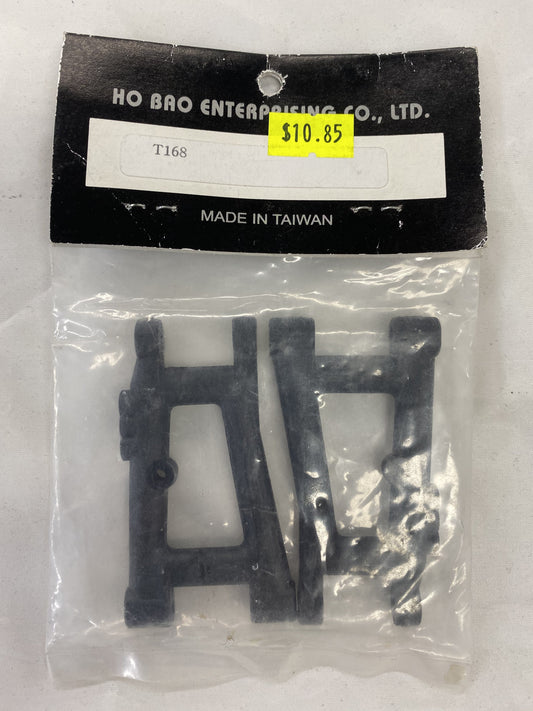 HO BAO ENTERPRISING CO., LTD.
$10.85
T168
MADE IN TAIWAN